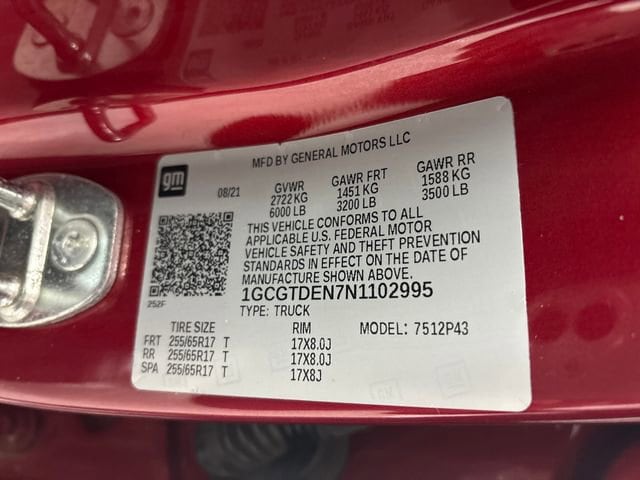 MFD BY GENERAL MOTORS LLC
gm
08/21
GVWR
2722 KG
6000 LB
GAWR FRT
1451 KG
3200 LB
GAWR RR
1588 KG
3500 LB
THIS VEHICLE CONFORMS TO ALL
APPLICABLE U.S. FEDERAL MOTOR
VEHICLE SAFETY AND THEFT PREVENTION
STANDARDS IN EFFECT ON THE DATE OF
MANUFACTURE SHOWN ABOVE.
252F
1GCGTDEN7N1102995
TYPE: TRUCK
TIRE SIZE RIM MODEL: 7512P43
FRT 255/65R17 T 17X8.0J
RR 255/65R17 T 17X8.0J
SPA 255/65R17 T 17X8J